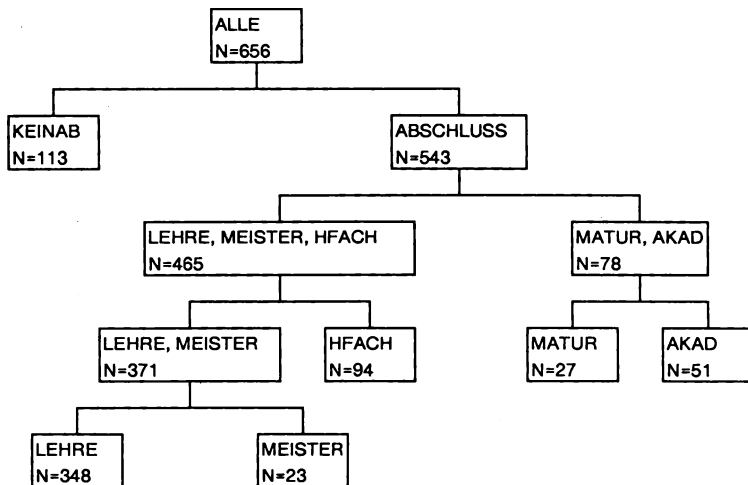 ALLE
N=656
KEINAB
N=113
ABSCHLUSS
N=543
LEHRE, MEISTER, HFACH
N=465
MATUR, AKAD
N=78
LEHRE, MEISTER
N=371
HFACH
N=94
MATUR
N=27
AKAD
N=51
LEHRE
N=348
MEISTER
N=23